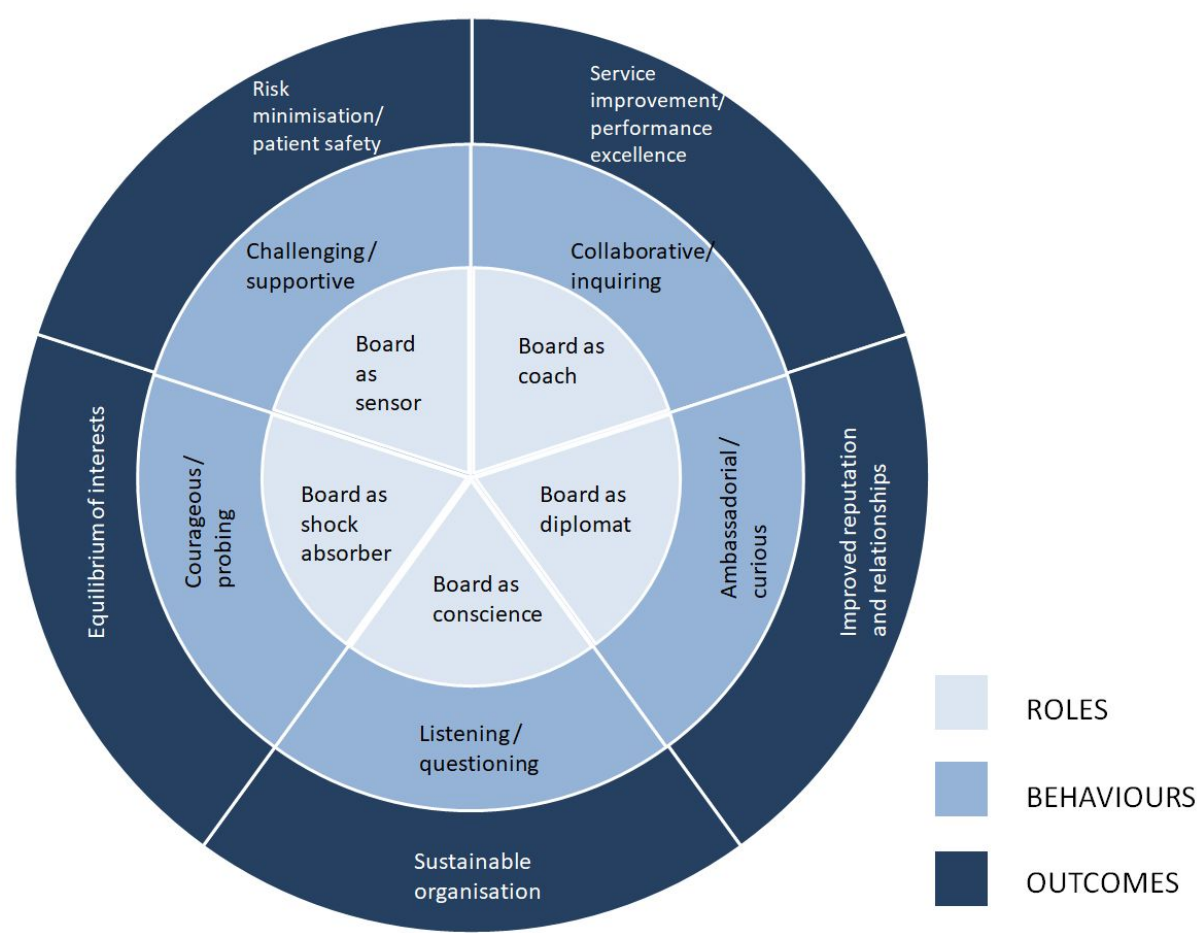 Risk
minimisation/
patient safety
Service
improvement/
performance
excellence
Challenging/
supportive
Collaborative/
inquiring
Board
as
sensor
Board as
coach
Equilibrium of interests
Courageous/
probing
Board as
shock
absorber
Board as
diplomat
Ambassadorial/
curious
Improved reputation
and relationships
Board as
conscience
Listening/
questioning
Sustainable
organisation
ROLES
BEHAVIOURS
OUTCOMES